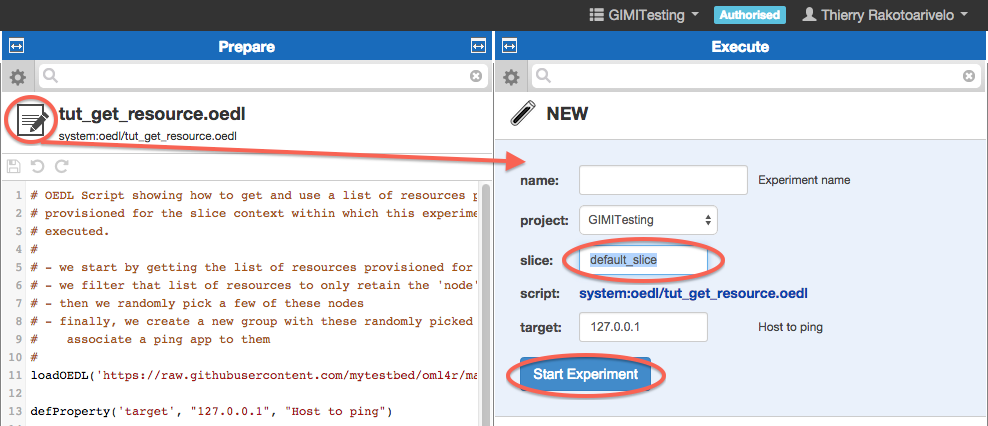 GIMITesting Authorised Thierry Rakotoarivelo
Prepare
tut_get_resource.oedl
system:oedl/tut_get_resource.oedl
1 # OEDL Script showing how to get and use a list of resources p
2 # provisioned for the slice context within which this experime
3 # executed.
4 #
5 # - we start by getting the list of resources provisioned for
6 # - we filter that list of resources to only retain the 'node'
7 # - then we randomly pick a few of these nodes
8 # - finally, we create a new group with these randomly picked
9 # associate a ping app to them
10 #
11 loadOEDL('https://raw.githubusercontent.com/mytestbed/oml4r/ma
12
13 defProperty('target', "127.0.0.1", "Host to ping")
14
Execute
NEW
name: Experiment name
project: GIMITesting
slice: default_slice
script: system:oedl/tut_get_resource.oedl
target: 127.0.0.1 Host to ping
Start Experiment